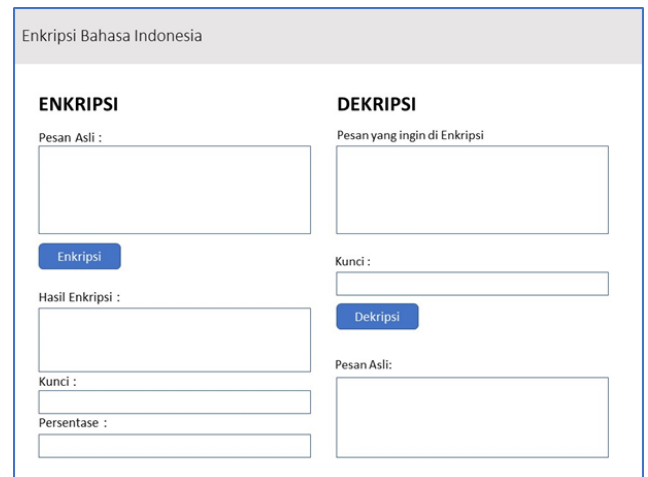 Enkripsi Bahasa Indonesia
ENKRIPSI
Pesan Asli :
Enkripsi
Hasil Enkripsi :
Kunci :
Persentase :
DEKRIPSI
Pesan yang ingin di Enkripsi
Kunci :
Dekripsi
Pesan Asli: